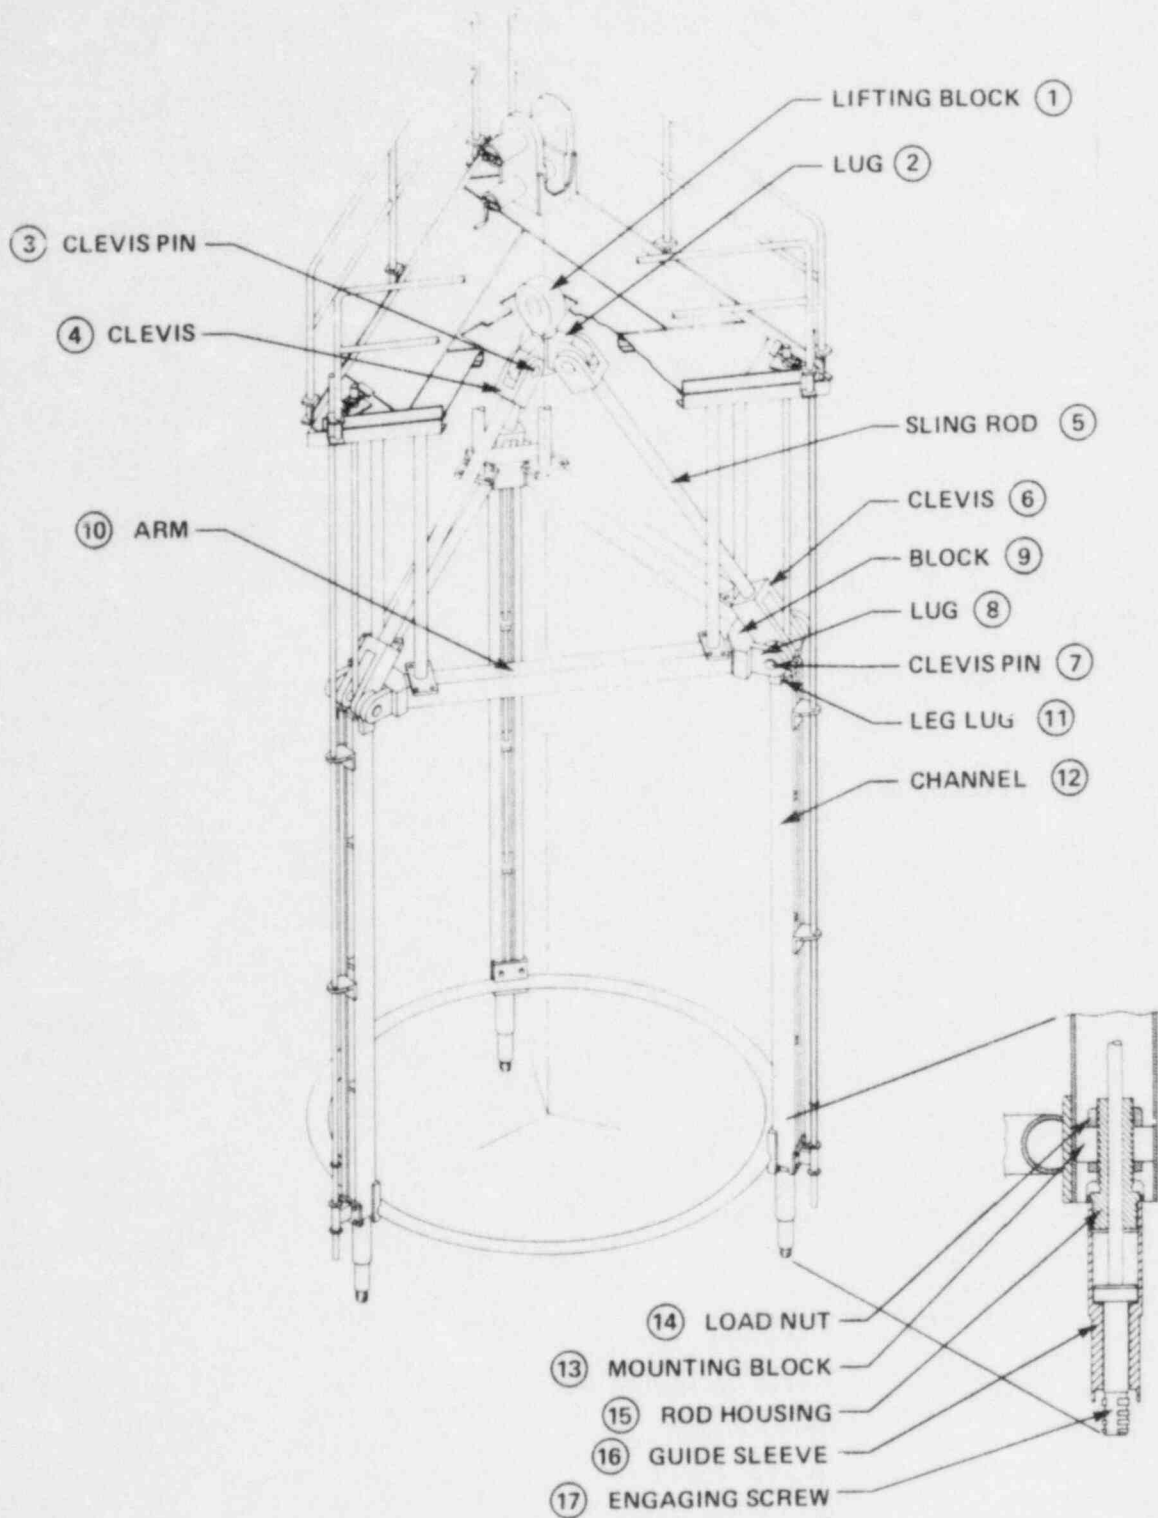 LIFTING BLOCK 1
LUG 2
3 CLEVIS PIN
4 CLEVIS
SLING ROD 5
CLEVIS 6
10 ARM
BLOCK 9
LUG 8
CLEVIS PIN 7
LEG LUG 11
CHANNEL 12
14 LOAD NUT
13 MOUNTING BLOCK
15 ROD HOUSING
16 GUIDE SLEEVE
17 ENGAGING SCREW